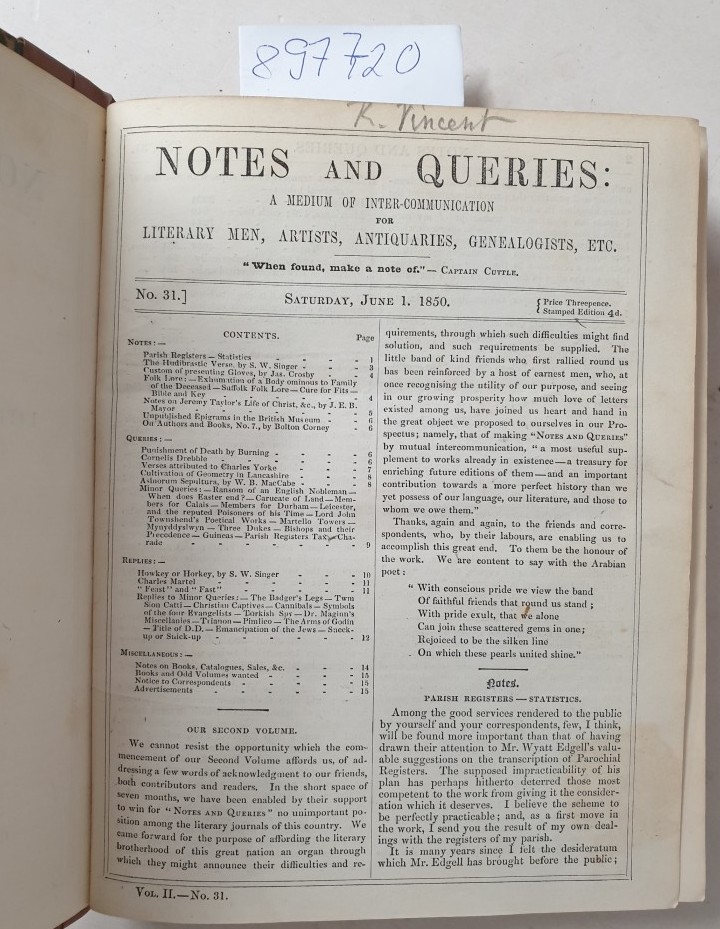 897720
R. Vincent
NOTES AND QUERIES:
A MEDIUM OF INTER-COMMUNICATION
FOR
LITERARY MEN, ARTISTS, ANTIQUARIES, GENEALOGISTS, ETC.
"When found, make a note of."— CAPTAIN CUTTLE.
No. 31.]
SATURDAY, JUNE 1. 1850.
{ Price Threepence.
Stamped Edition 4d.
CONTENTS.
NOTES:— Page
Parish Registers — Statistics - - - - 1
The Hudibrastic Verse, by S. W. Singer - - - 3
Custom of presenting Gloves, by Jas. Crosby - - 4
Folk Lore:—Exhumation of a Body ominous to Family
of the Deceased—Suffolk Folk Lore—Cure for Fits—
Bible and Key - - - - 4
Notes on Jeremy Taylor's Life of Christ, &c., by J. E. B.
Mayor - - - - 5
Unpublished Epigrams in the British Museum - - 6
On Authors and Books, No. 7., by Bolton Corney - - 6
QUERIES:—
Punishment of Death by Burning - - - - 6
Cornelis Drebble - - - - 6
Verses attributed to Charles Yorke - - - 7
Cultivation of Geometry in Lancashire - - - 8
Asinorum Sepultura, by W. B. MacCabe - - - 8
Minor Queries:—Ransom of an English Nobleman—
When does Easter end?—Carucate of Land—Mem-
bers for Calais—Members for Durham—Leicester,
and the reputed Poisoners of his Time—Lord John
Townshend's Poetical Works—Martello Towers—
Mynyddyslwyn—Three Dukes—Bishops and their
Precedence—Guineas—Parish Registers Tax—Cha-
rade - - - - 9
REPLIES:—
Howkey or Horkey, by S. W. Singer - - - 10
Charles Martel - - - - 11
"Feast" and "Fast" - - - - 11
Replies to Minor Queries:—The Badger's Legs—Twm
Sion Catti—Christian Captives—Cannibals—Symbols
of the four Evangelists—Turkish Spy—Dr. Maginn's
Miscellanies—Trianon—Pimlico—The Arms of Godin
—Title of D.D.—Emancipation of the Jews—Sneck-
up or Snick-up - - - - 12
MISCELLANEOUS:—
Notes on Books, Catalogues, Sales, &c. - - - 14
Books and Odd Volumes wanted - - - - 15
Notice to Correspondents - - - - 15
Advertisements - - - - 15
OUR SECOND VOLUME.
We cannot resist the opportunity which the com-
mencement of our Second Volume affords us, of ad-
dressing a few words of acknowledgment to our friends,
both contributors and readers. In the short space of
seven months, we have been enabled by their support
to win for "NOTES AND QUERIES" no unimportant po-
sition among the literary journals of this country. We
came forward for the purpose of affording the literary
brotherhood of this great nation an organ through
which they might announce their difficulties and re-
quirements, through which such difficulties might find
solution, and such requirements be supplied. The
little band of kind friends who first rallied round us
has been reinforced by a host of earnest men, who, at
once recognising the utility of our purpose, and seeing
in our growing prosperity how much love of letters
existed among us, have joined us heart and hand in
the great object we proposed to ourselves in our Pro-
spectus; namely, that of making "NOTES AND QUERIES"
by mutual intercommunication, "a most useful sup-
plement to works already in existence—a treasury for
enriching future editions of them—and an important
contribution towards a more perfect history than we
yet possess of our language, our literature, and those to
whom we owe them."
Thanks, again and again, to the friends and corre-
spondents, who, by their labours, are enabling us to
accomplish this great end. To them be the honour of
the work. We are content to say with the Arabian
poet:
"With conscious pride we view the band
Of faithful friends that round us stand;
With pride exult, that we alone
Can join these scattered gems in one;
Rejoiced to be the silken line
On which these pearls united shine."
Notes.
PARISH REGISTERS—STATISTICS.
Among the good services rendered to the public
by yourself and your correspondents, few, I think,
will be found more important than that of having
drawn their attention to Mr. Wyatt Edgell's valu-
able suggestions on the transcription of Parochial
Registers. The supposed impracticability of his
plan has perhaps hitherto deterred those most
competent to the work from giving it the consider-
ation which it deserves. I believe the scheme to
be perfectly practicable; and, as a first move in
the work, I send you the result of my own deal-
ings with the registers of my parish.
It is many years since I felt the desideratum
which Mr. Edgell has brought before the public;
VOL. II.—No. 31.